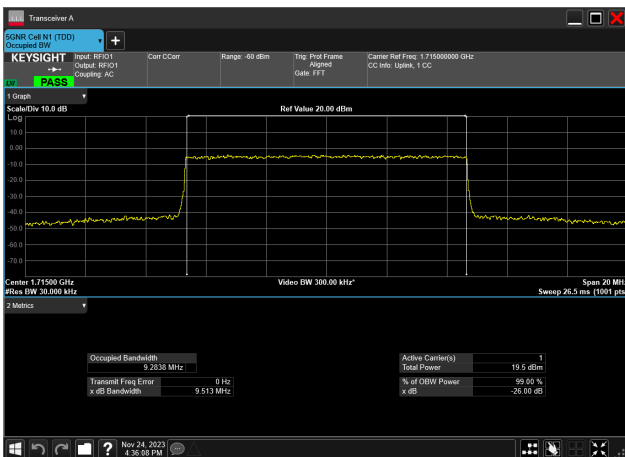 Transceiver A
5GNR Cell N1 (TDD)
Occupied BW
+
KEYSIGHT
Input: RFIO1
Output: RFIO1
Coupling: AC
Corr CCorr
Range: -60 dBm
Trig: Prot Frame
Aligned
Gate: FFT
Carrier Ref Freq: 1.715000000 GHz
CC Info: Uplink, 1 CC
PASS
1 Graph
Scale/Div 10.0 dB
Ref Value 20.00 dBm
Log
10.0
0.00
-10.0
-20.0
-30.0
-40.0
-50.0
-60.0
-70.0
Center 1.71500 GHz
Video BW 300.00 kHz*
Span 20 MHz
#Res BW 30.000 kHz
Sweep 26.5 ms (1001 pts
2 Metrics
Occupied Bandwidth
9.2838 MHz
Active Carrier(s) 1
Total Power 19.5 dBm
Transmit Freq Error 0 Hz
x dB Bandwidth 9.513 MHz
% of OBW Power 99.00 %
x dB -26.00 dB
?
Nov 24, 2023
4:36:08 PM